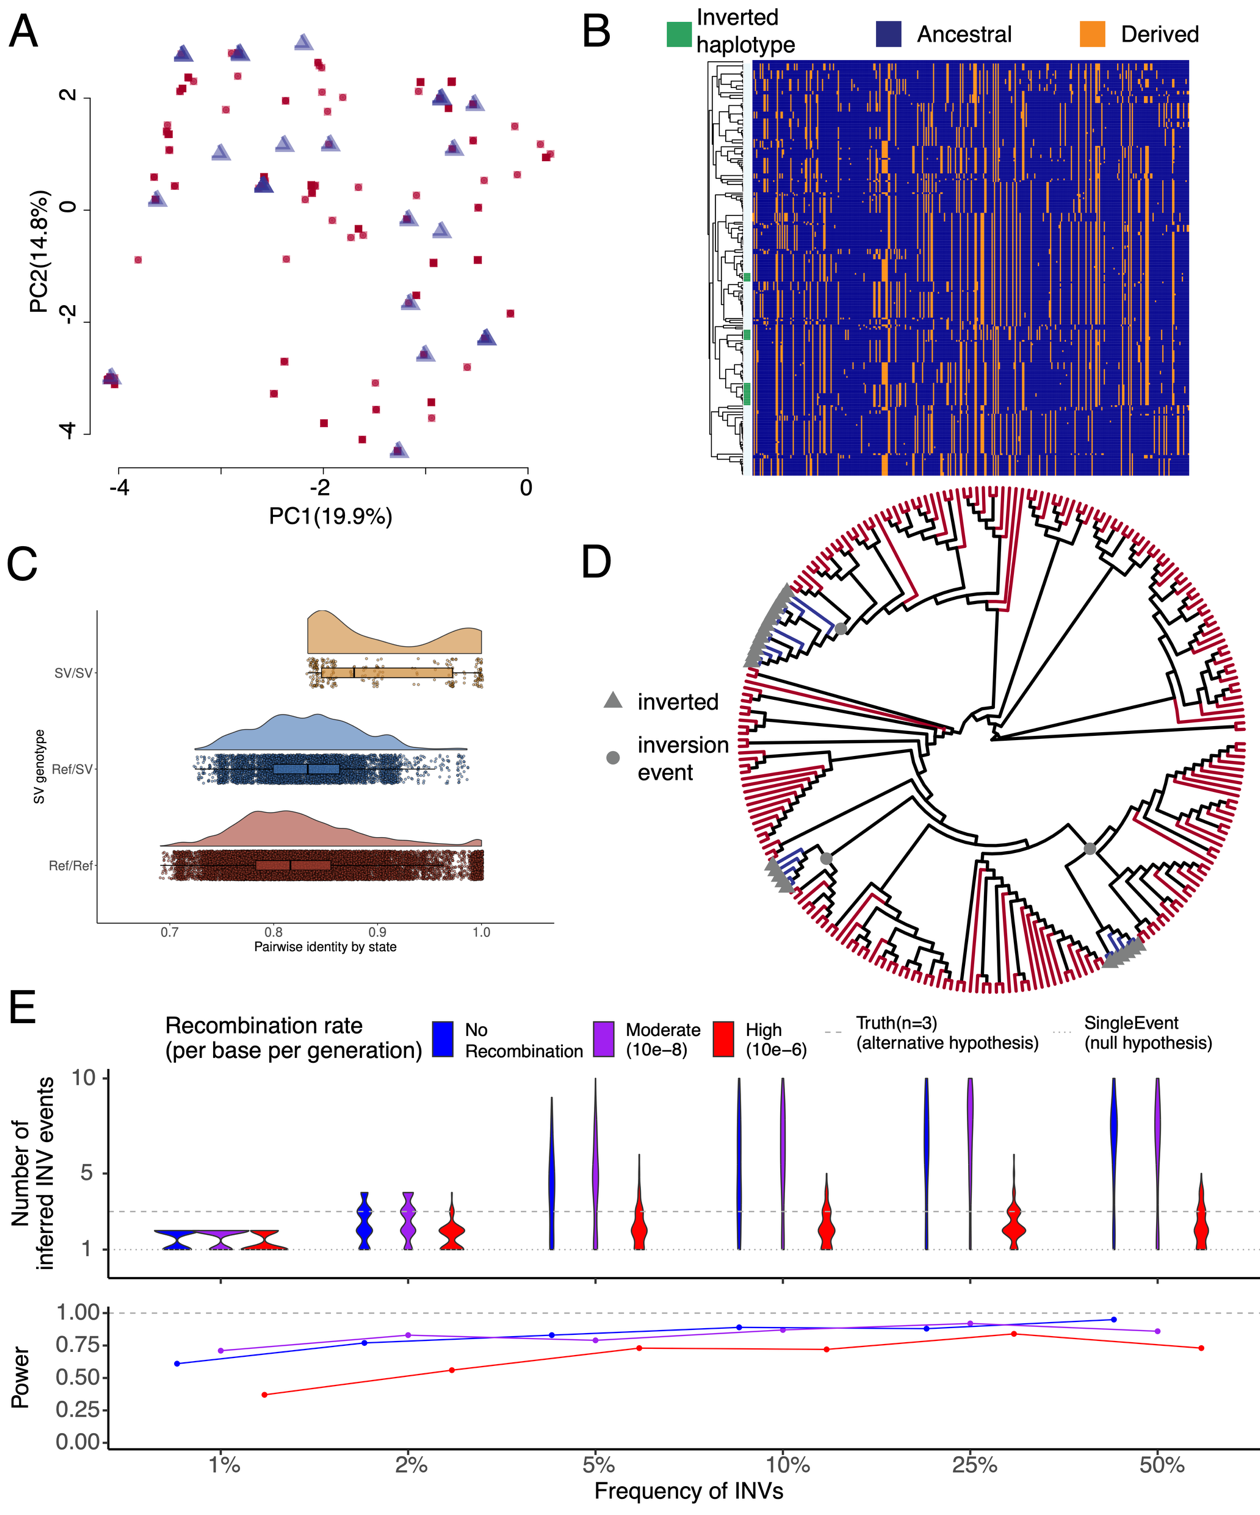 A
PC2(14.8%)
2
0
-2
-4
-4
-2
0
PC1(19.9%)
B
Inverted
haplotype
Ancestral
Derived
C
SV genotype
SV/SV
Ref/SV
Ref/Ref
0.7
0.8
0.9
1.0
Pairwise identity by state
D
inverted
inversion
event
E
Recombination rate
(per base per generation)
No
Recombination
Moderate
(10e−8)
High
(10e−6)
Truth(n=3)
(alternative hypothesis)
SingleEvent
(null hypothesis)
Number of
inferred INV events
10
5
1
Power
1.00
0.75
0.50
0.25
0.00
1%
2%
5%
10%
25%
50%
Frequency of INVs